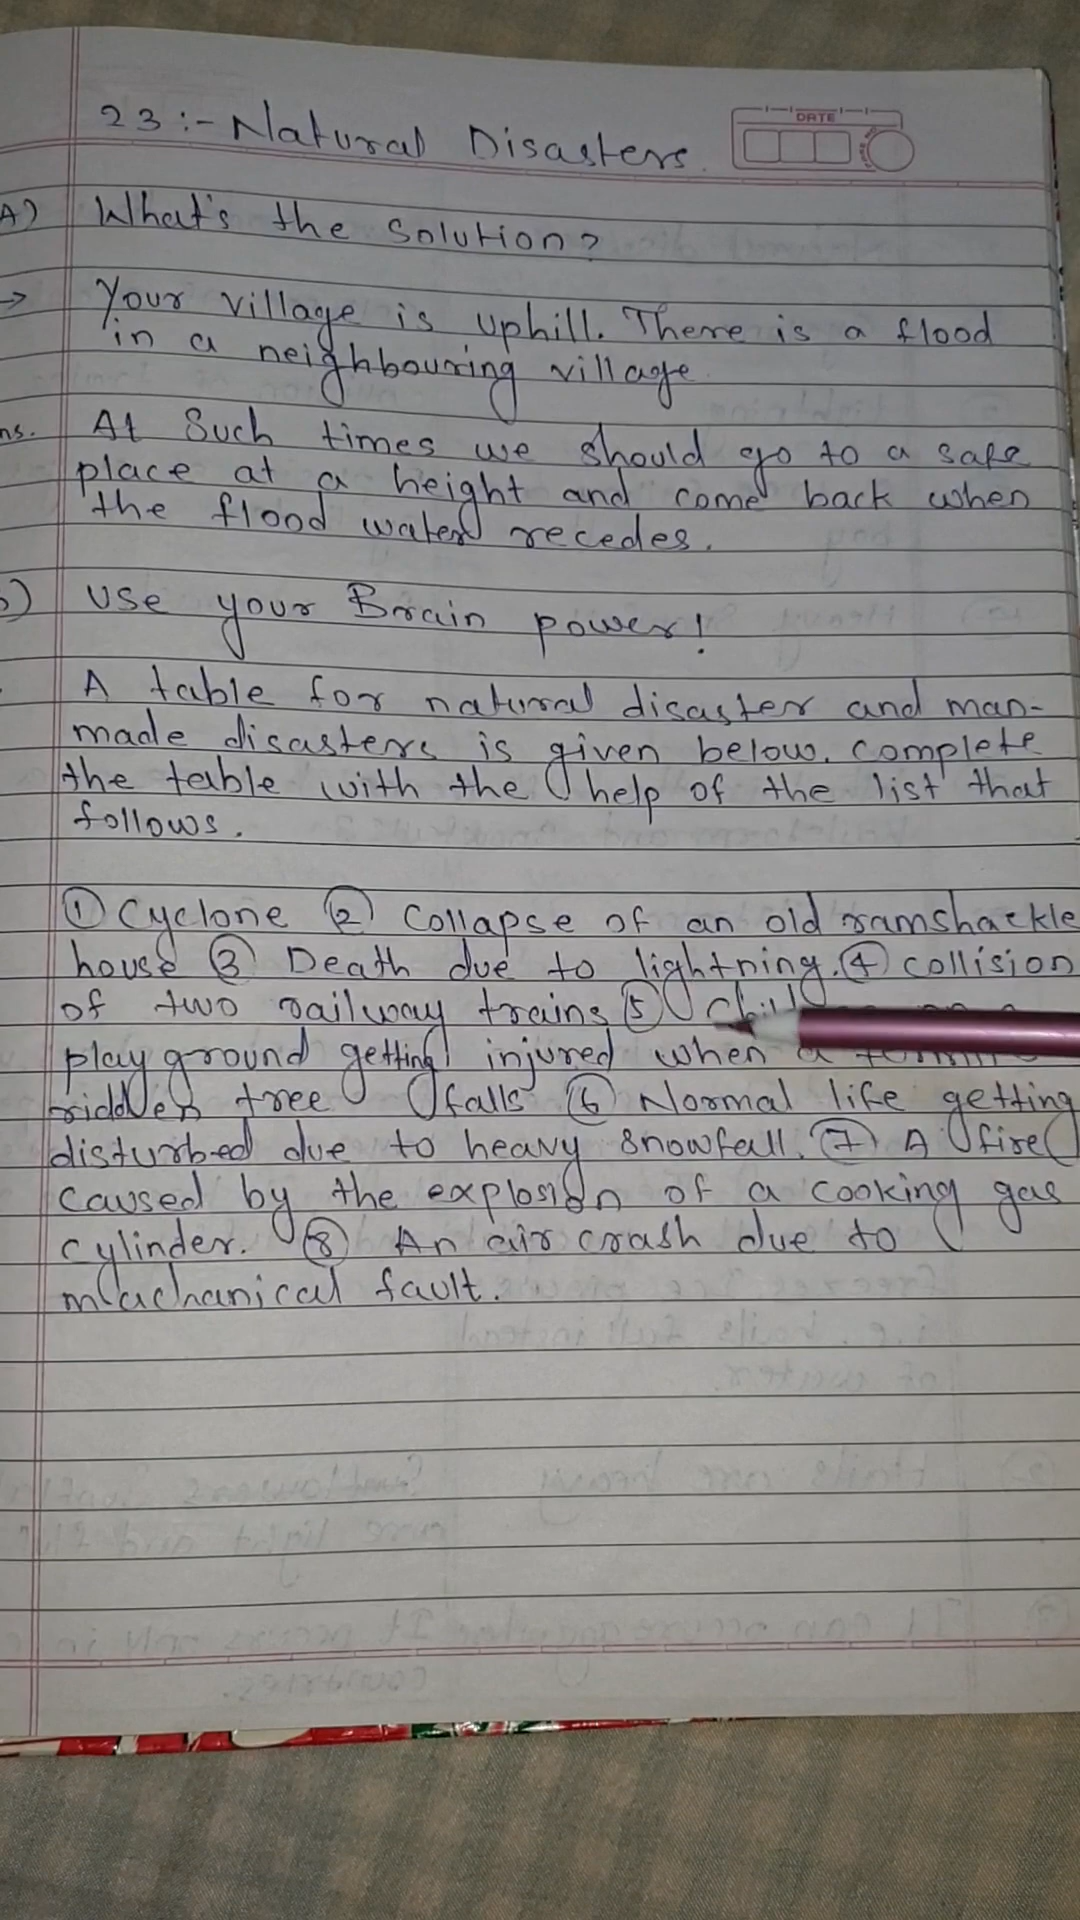 23:- Natural Disasters.
DATE
A) What's the solution?
→ Your village is uphill. There is a flood
in a neighbouring village
ns. At Such times we should go to a safe
place at a height and come back when
the flood water recedes.
) Use your Brain power!
A table for natural disaster and man-
made disasters is given below. complete
the table with the help of the list that
follows.
① Cyclone ② Collapse of an old ramshackle
house ③ Death due to lightning. ④ collision
of two railway trains ⑤
play ground getting injured when a
ridden tree falls ⑥ Normal life getting
disturbed due to heavy snowfall. ⑦ A fire
caused by the explosion of a cooking gas
cylinder. ⑧ An air crash due to
machanical fault.